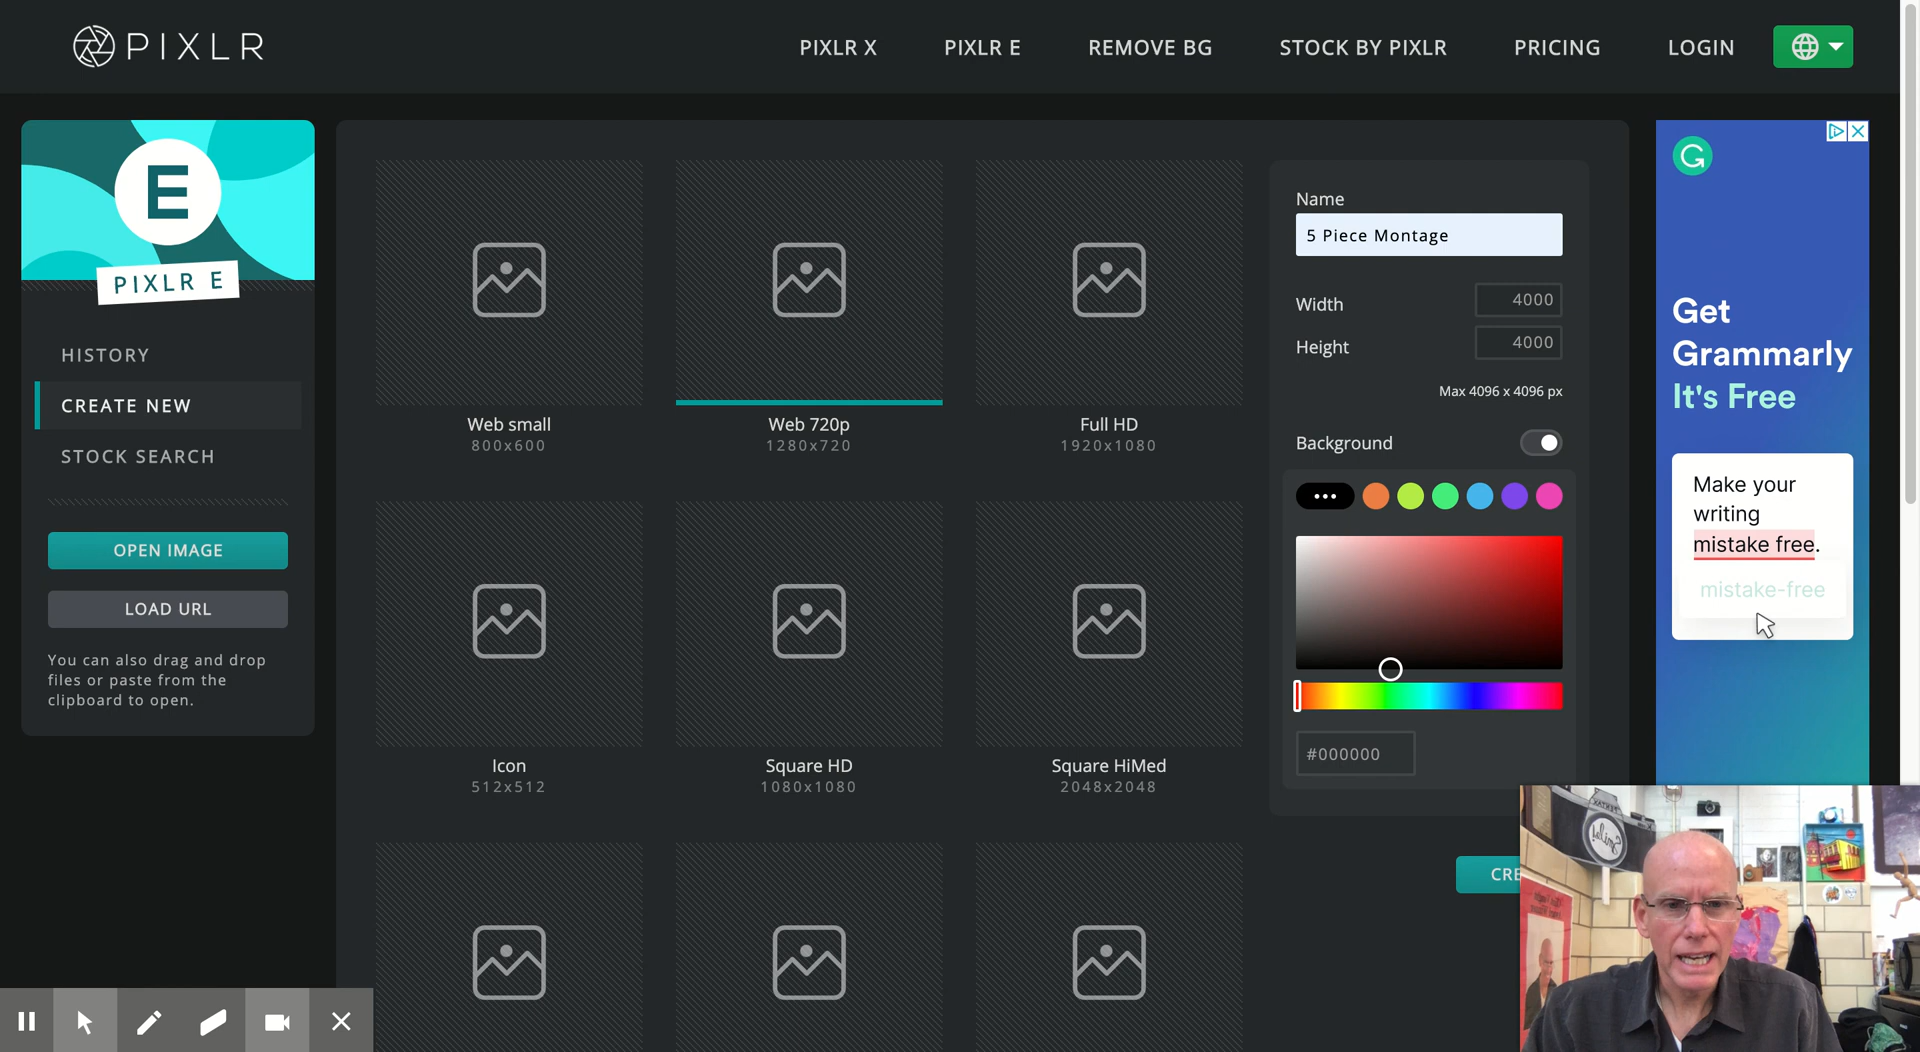 PIXLR
PIXLR X
PIXLR E
REMOVE BG
STOCK BY PIXLR
PRICING
LOGIN
E
PIXLR E
HISTORY
CREATE NEW
STOCK SEARCH
OPEN IMAGE
LOAD URL
You can also drag and drop
files or paste from the
clipboard to open.
Web small
800x600
Web 720p
1280x720
Full HD
1920x1080
Icon
512x512
Square HD
1080x1080
Square HiMed
2048x2048
Name
5 Piece Montage
Width
4000
Height
4000
Max 4096 x 4096 px
Background
#000000
CRE
Get
Grammarly
It's Free
Make your
writing
mistake free.
mistake-free